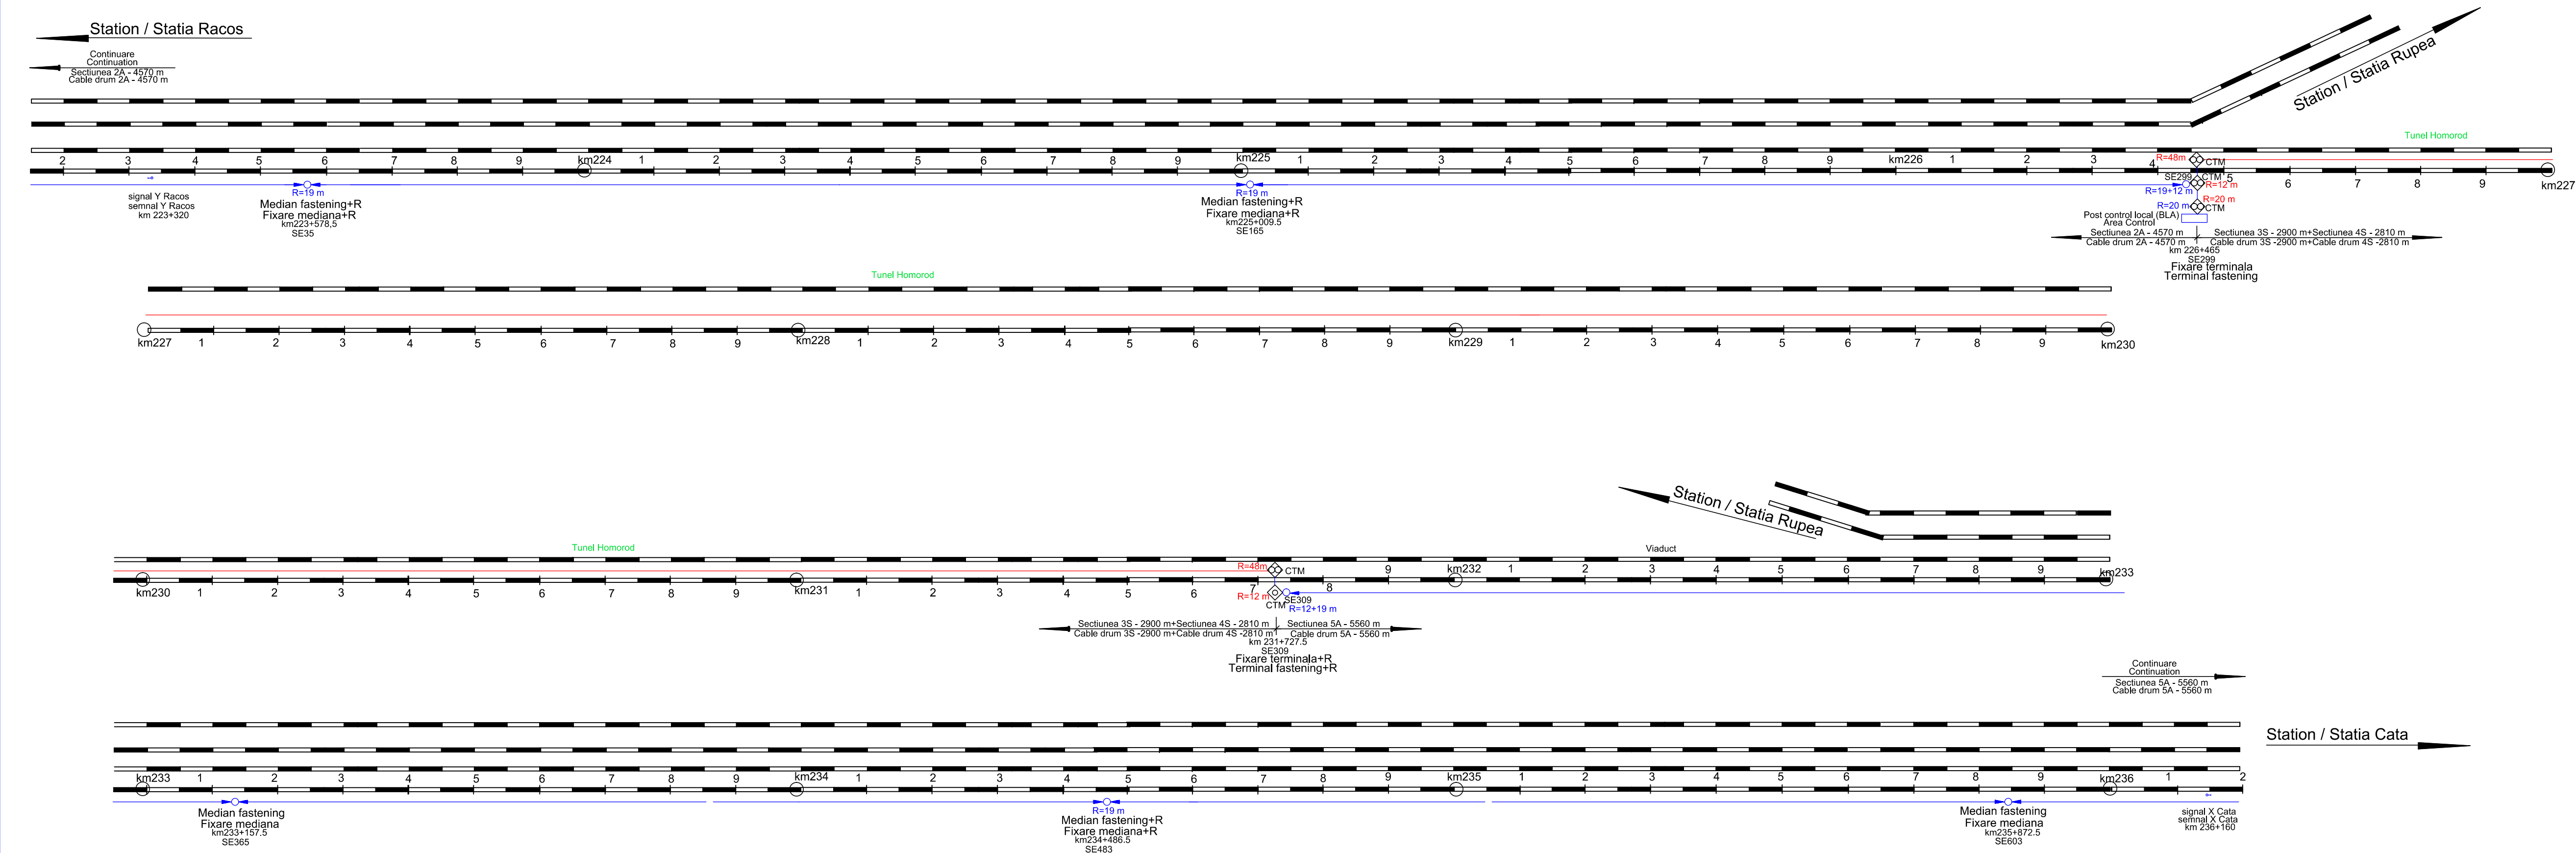 Station / Statia Racos
Continuare
Continuation
Sectiunea 2A - 4570 m
Cable drum 2A - 4570 m
Station / Statia Rupea
Tunel Homorod
2 3 4 5 6 7 8 9 km224 1 2 3 4 5 6 7 8 9 km225 1 2 3 4 5 6 7 8 9 km226 1 2 3 4 5 6 7 8 9 km227
R=48m
CTM
SE299
CTM
R=12 m
R=19+12 m
R=20 m
R=20 m
CTM
signal Y Racos
semnal Y Racos
km 223+320
R=19 m
Median fastening+R
Fixare mediana+R
km223+578,5
SE35
R=19 m
Median fastening+R
Fixare mediana+R
km225+009.5
SE165
Post control local (BLA)
Area Control
Sectiunea 2A - 4570 m
Cable drum 2A - 4570 m
Sectiunea 3S - 2900 m+Sectiunea 4S - 2810 m
Cable drum 3S -2900 m+Cable drum 4S -2810 m
km 226+465
SE299
Fixare terminala
Terminal fastening
Tunel Homorod
km227 1 2 3 4 5 6 7 8 9 km228 1 2 3 4 5 6 7 8 9 km229 1 2 3 4 5 6 7 8 9 km230
Station / Statia Rupea
Tunel Homorod
Viaduct
km230 1 2 3 4 5 6 7 8 9 km231 1 2 3 4 5 6 7 8 9 km232 1 2 3 4 5 6 7 8 9 km233
R=48m
CTM
R=12 m
CTM
SE309
R=12+19 m
Sectiunea 3S - 2900 m+Sectiunea 4S - 2810 m
Cable drum 3S -2900 m+Cable drum 4S -2810 m
Sectiunea 5A - 5560 m
Cable drum 5A - 5560 m
km 231+727.5
SE309
Fixare terminala+R
Terminal fastening+R
Continuare
Continuation
Sectiunea 5A - 5560 m
Cable drum 5A - 5560 m
Station / Statia Cata
km233 1 2 3 4 5 6 7 8 9 km234 1 2 3 4 5 6 7 8 9 km235 1 2 3 4 5 6 7 8 9 km236 1 2
Median fastening
Fixare mediana
km233+157.5
SE365
R=19 m
Median fastening+R
Fixare mediana+R
km234+486.5
SE483
Median fastening
Fixare mediana
km235+872.5
SE603
signal X Cata
semnal X Cata
km 236+160